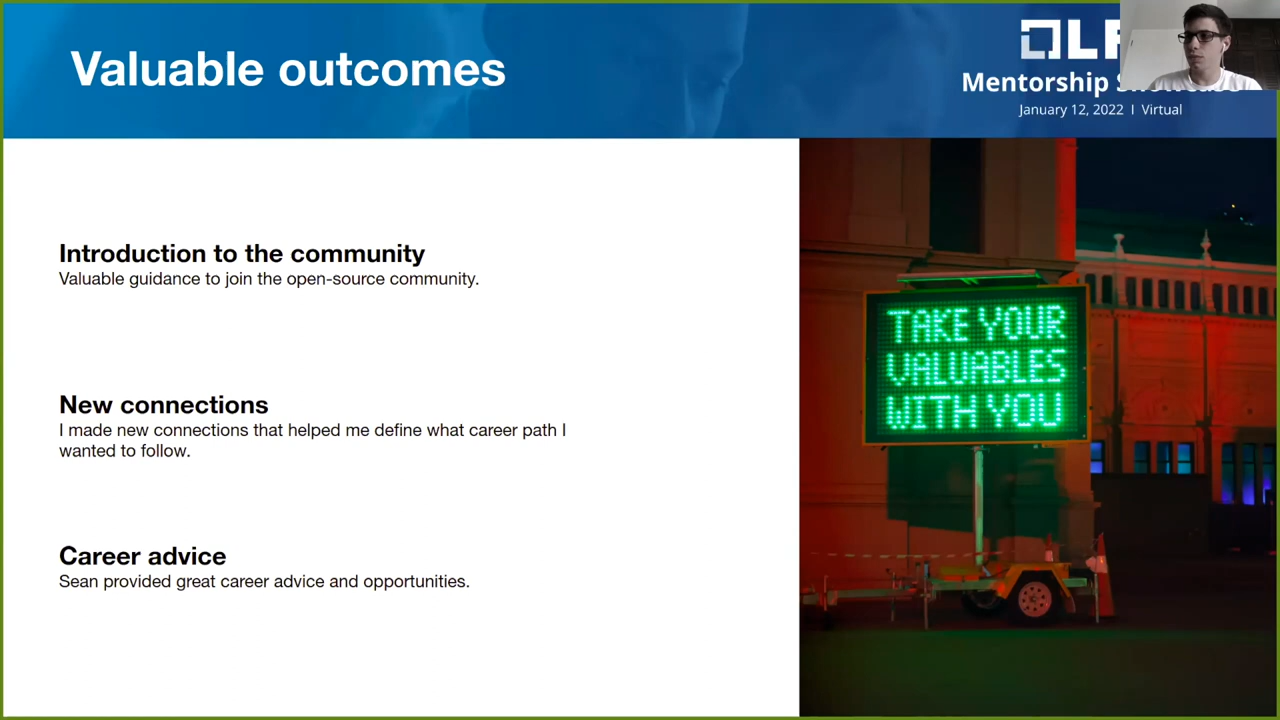 Valuable outcomes
Mentorship
January 12, 2022 I Virtual
Introduction to the community
Valuable guidance to join the open-source community.
New connections
I made new connections that helped me define what career path I
wanted to follow.
Career advice
Sean provided great career advice and opportunities.
TAKE YOUR
VALUABLES
WITH YOU